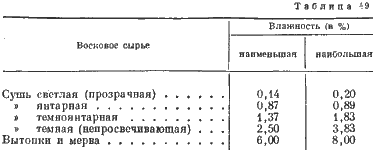 Таблица 49
Восковое сырье
Влажность (в %)
наименьшая наибольшая
Сушь светлая (прозрачная) . . . . . . 0,14 0,20
» янтарная . . . . . . . . . . . 0,87 0,89
» темноянтарная . . . . . . . . 1,37 1,83
» темная (непросвечивающая) . . . 2,50 3,83
Вытопки и мерва . . . . . . . . . . . 6,00 8,00